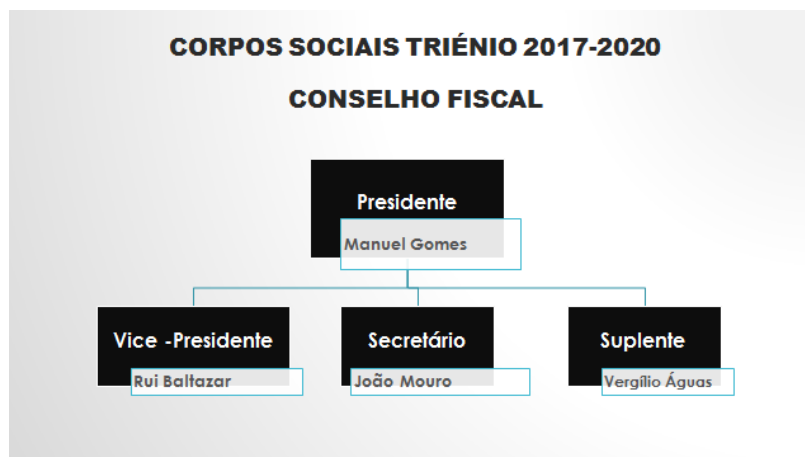 CORPOS SOCIAIS TRIÉNIO 2017-2020
CONSELHO FISCAL
Presidente
Manuel Gomes
Vice -Presidente
Rui Baltazar
Secretário
João Mouro
Suplente
Vergílio Águas